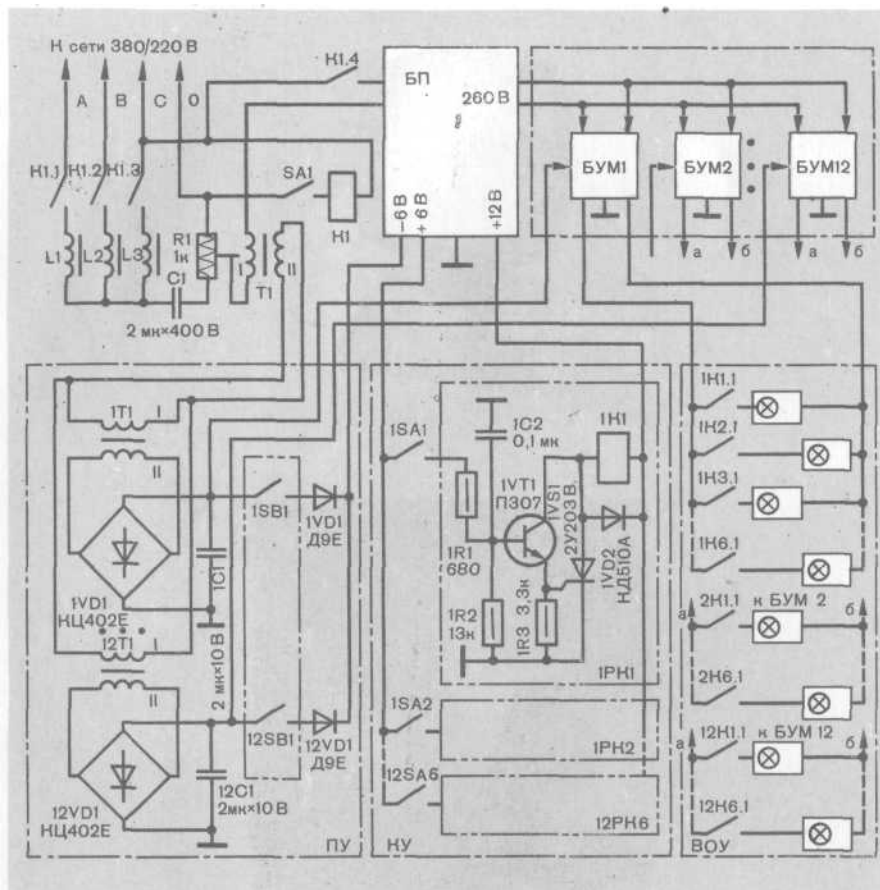 К сети 380/220 В
А В С 0
К1.4
БП
260 В
~
К1.1 К1.2 К1.3
SA1
К1
−6 В
+6 В
+12В
БУМ1
БУМ2
БУМ12
а б а б
L1 L2 L3
R1
1к
C1
2 мк×400 В
I II
T1
1T1 I
II
1VD1
КЦ402Е
1C1
2 мк×10 В
1SB1
1VD1
Д9Е
12T1 I
II
12VD1
КЦ402Е
12C1
2мк×10 В
12SB1
12VD1
Д9Е
ПУ
1SA1
1C2
0,1 мк
1К1
1VT1
П307
1VS1
2У203В
1R1
680
1VD2
НД510А
1R2
13к
1R3 3,3к
1РК1
1SA2
1РК2
12SA6
12РК6
КУ
1К1.1
1К2.1
1К3.1
1К6.1
а 2К1.1 к БУМ 2 б
2К6.1
а 12К1.1 к БУМ 12 б
12К6.1
ВОУ